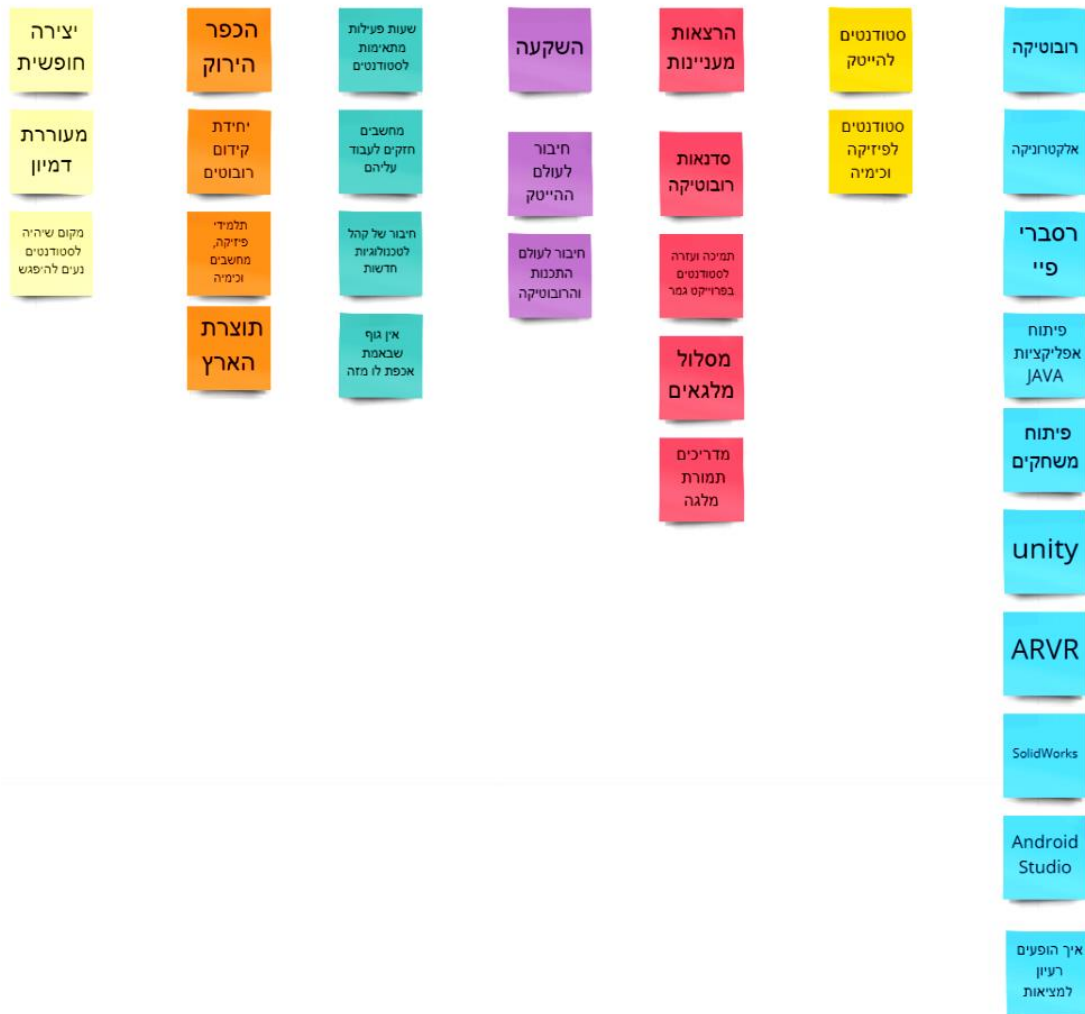 רובוטיקה
אלקטרוניקה
רסברי
פיי
פיתוח
אפליקציות
JAVA
פיתוח
משחקים
unity
ARVR
SolidWorks
Android
Studio
איך הופעים
רעיון
למציאות
סטודנטים
להייטק
סטודנטים
לפיזיקה
וכימיה
הרצאות
מעניינות
סדנאות
רובוטיקה
תמיכה ועזרה
לסטודנטים
בפרוייקט גמר
מסלול
מלגאים
מדריכים
תמורת
מלגה
השקעה
חיבור
לעולם
ההייטק
חיבור לעולם
התכנות
והרובוטיקה
שעות פעילות
מתאימות
לסטודנטים
מחשבים
חזקים לעבוד
עליהם
חיבור של קהל
לטכנולוגיות
חדשות
אין גוף
שבאמת
אכפת לו מזה
הכפר
הירוק
יחידת
קידום
רובוטים
תלמידי
פיזיקה,
מחשבים
וכימיה
תוצרת
הארץ
יצירה
חופשית
מעוררת
דמיון
מקום שיהיה
לסטודנטים
נעים להיפגש